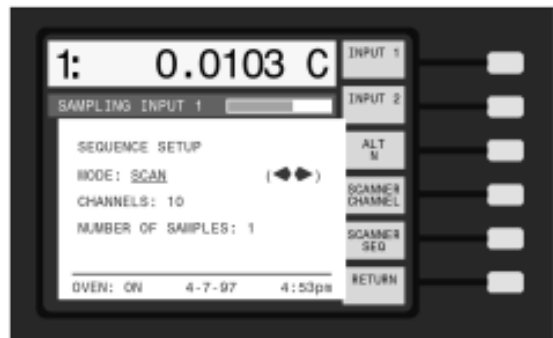 1: 0.0103 C
SAMPLING INPUT 1
SEQUENCE SETUP
MODE: SCAN (◀▶)
CHANNELS: 10
NUMBER OF SAMPLES: 1
OVEN: ON 4-7-97 4:53pm
INPUT 1
INPUT 2
ALT
N
SCANNER
CHANNEL
SCANNER
SEQ
RETURN